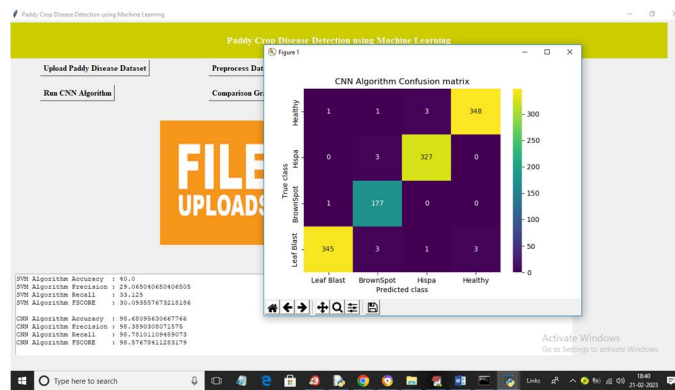 Paddy Crop Disease Detection using Machine Learning
Paddy Crop Disease Detection using Machine Learning
Figure 1
Upload Paddy Disease Dataset
Preprocess Dat
Run CNN Algorithm
Comparison Gr
FILE
UPLOADS
CNN Algorithm Confusion matrix
Healthy
1 1 3 348
Hispa
0 3 327 0
BrownSpot
1 177 0 0
Leaf Blast
345 3 1 3
True class
Leaf Blast BrownSpot Hispa Healthy
Predicted class
300
250
200
150
100
50
0
SVM Algorithm Accuracy : 40.0
SVM Algorithm Precision : 29.065040650406505
SVM Algorithm Recall : 33.125
SVM Algorithm FSCORE : 30.093557673218186
CNN Algorithm Accuracy : 98.68095630667766
CNN Algorithm Precision : 98.3890303071575
CNN Algorithm Recall : 98.78101109489073
CNN Algorithm FSCORE : 98.57678411283179
Activate Windows
Go to Settings to activate Windows.
Type here to search
Links
18:40
21-02-2023